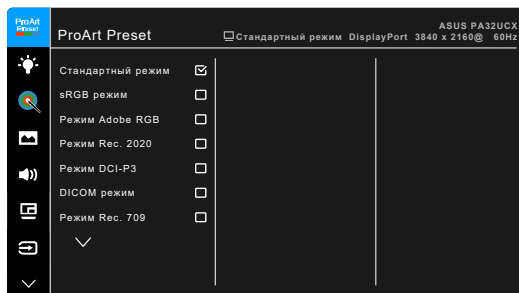 ProArt
Preset
ProArt Preset
ASUS PA32UCX
Стандартный режим DisplayPort 3840 x 2160@ 60Hz
Стандартный режим
sRGB режим
Режим Adobe RGB
Режим Rec. 2020
Режим DCI-P3
DICOM режим
Режим Rec. 709